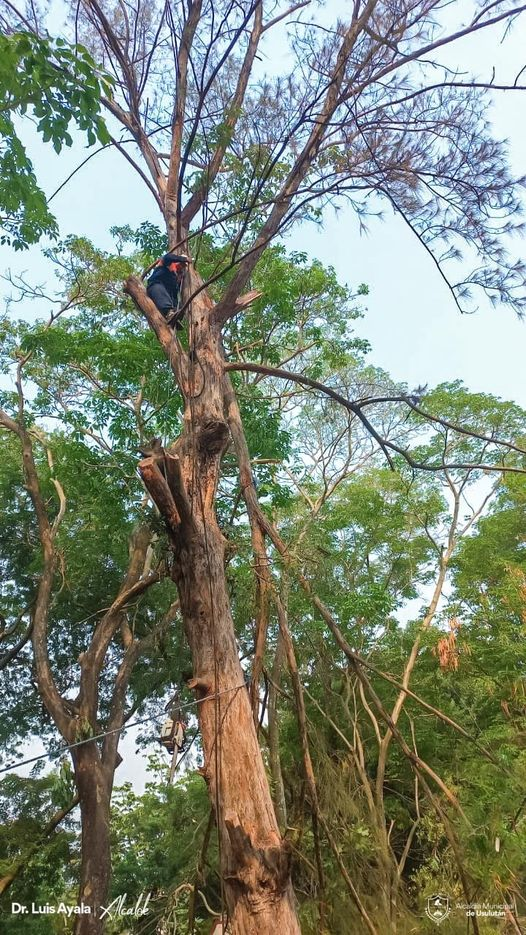 Dr. Luis Ayala | Alcalde
Alcaldía Municipal
de Usulután